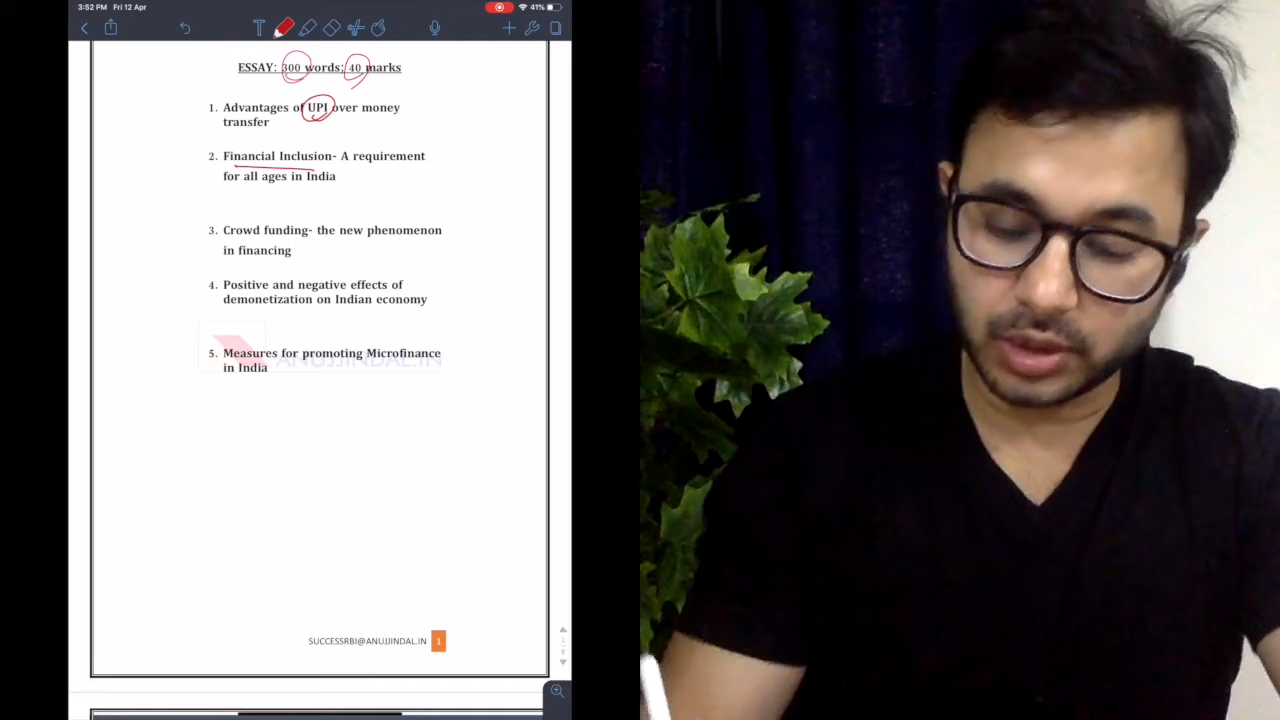 3:52 PM Fri 12 Apr
41%
ESSAY: 300 words; 40 marks
1. Advantages of UPI over money
transfer
2. Financial Inclusion- A requirement
for all ages in India
3. Crowd funding- the new phenomenon
in financing
4. Positive and negative effects of
demonetization on Indian economy
5. Measures for promoting Microfinance
ANUJJINDAL
in India
SUCCESSRBI@ANUJJINDAL.IN 1